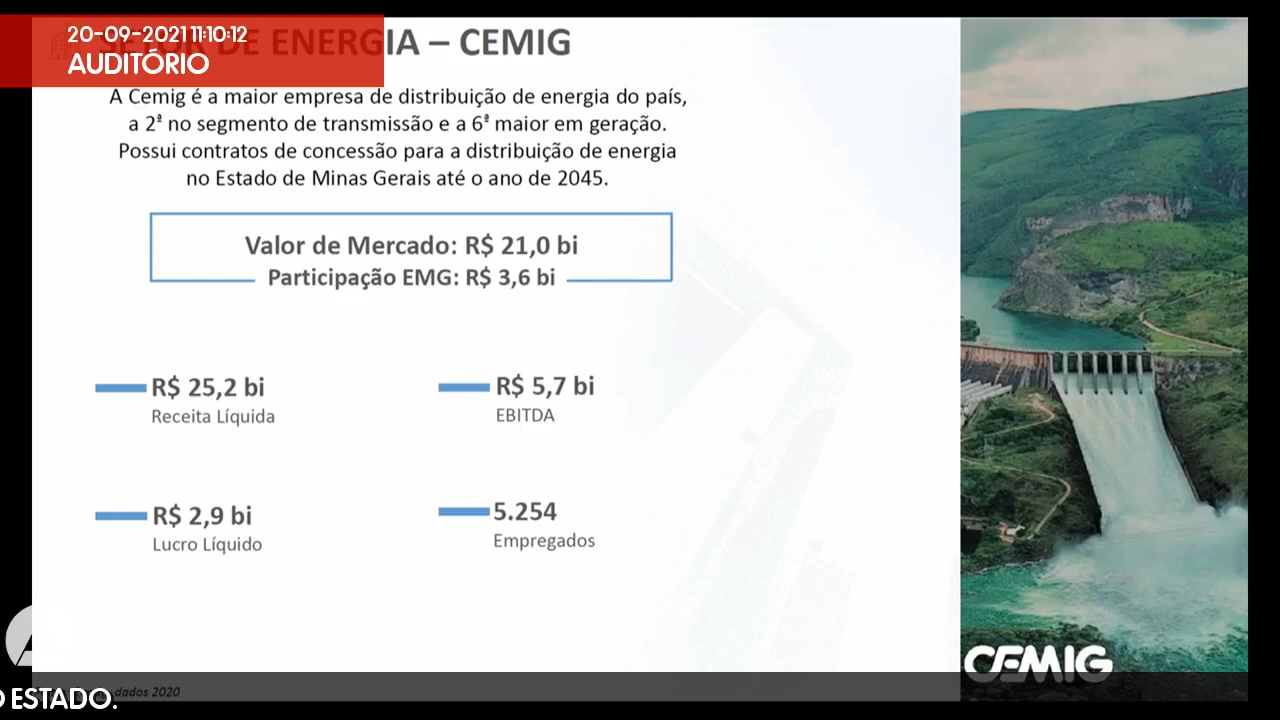 20-09-2021 11:10:12
AUDITÓRIO
SETOR DE ENERGIA – CEMIG
A Cemig é a maior empresa de distribuição de energia do país,
a 2ª no segmento de transmissão e a 6ª maior em geração.
Possui contratos de concessão para a distribuição de energia
no Estado de Minas Gerais até o ano de 2045.
Valor de Mercado: R$ 21,0 bi
Participação EMG: R$ 3,6 bi
R$ 25,2 bi
Receita Líquida
R$ 5,7 bi
EBITDA
R$ 2,9 bi
Lucro Líquido
5.254
Empregados
CEMIG
dados 2020
O ESTADO.